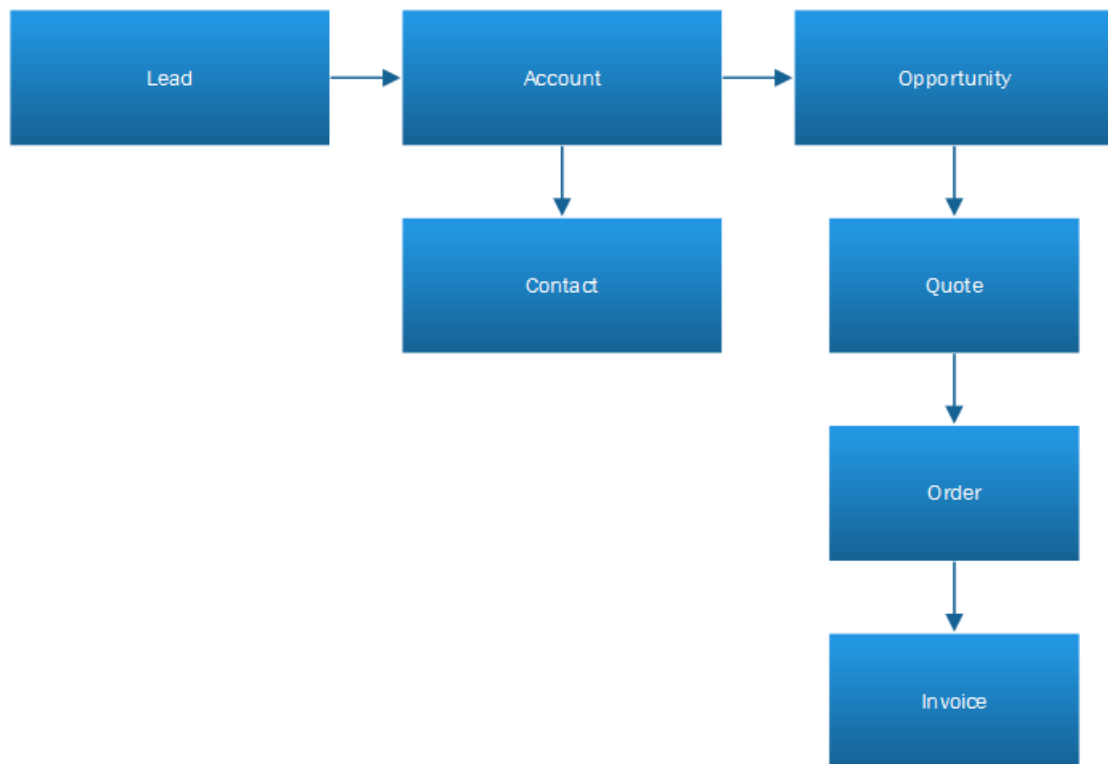 Lead
Account
Opportunity
Contact
Quote
Order
Invoice